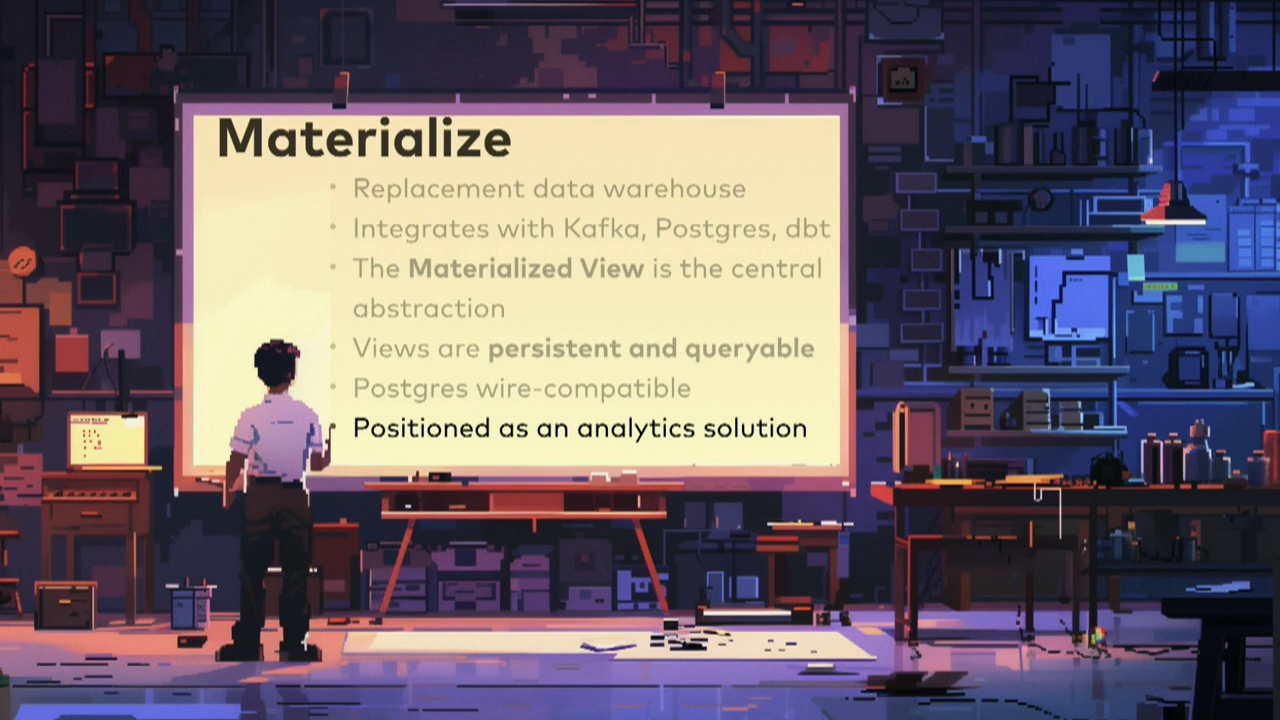 Materialize
• Replacement data warehouse
• Integrates with Kafka, Postgres, dbt
• The Materialized View is the central
abstraction
• Views are persistent and queryable
• Postgres wire-compatible
• Positioned as an analytics solution